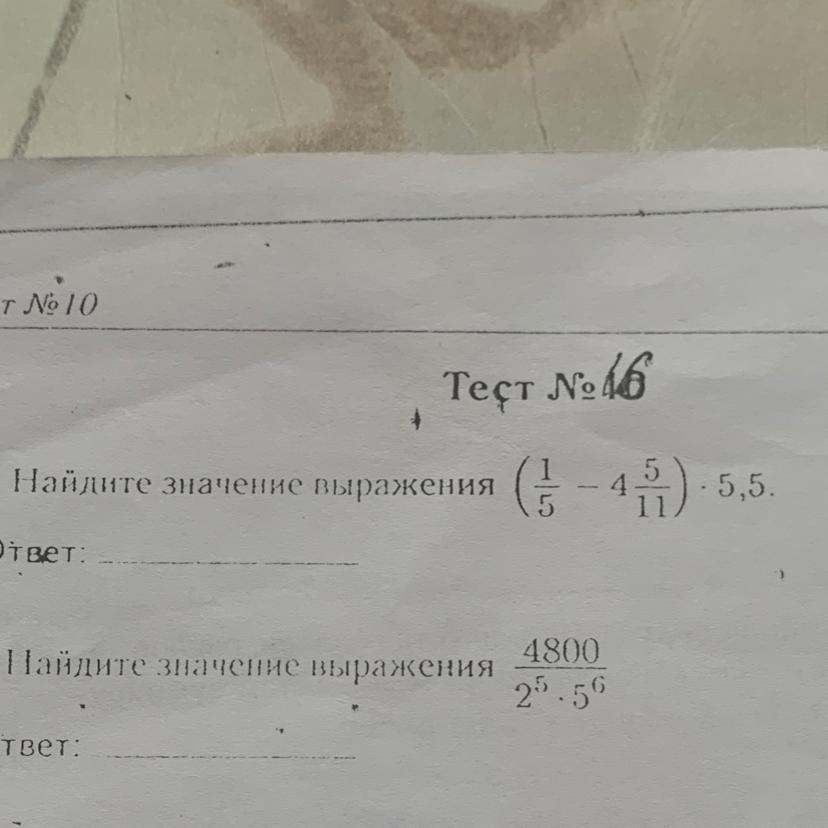 т №10
Тест №16
Найдите значение выражения (1/5 − 4 5/11) · 5,5.
Ответ:
Найдите значение выражения 4800/(2⁵ · 5⁶)
твет: